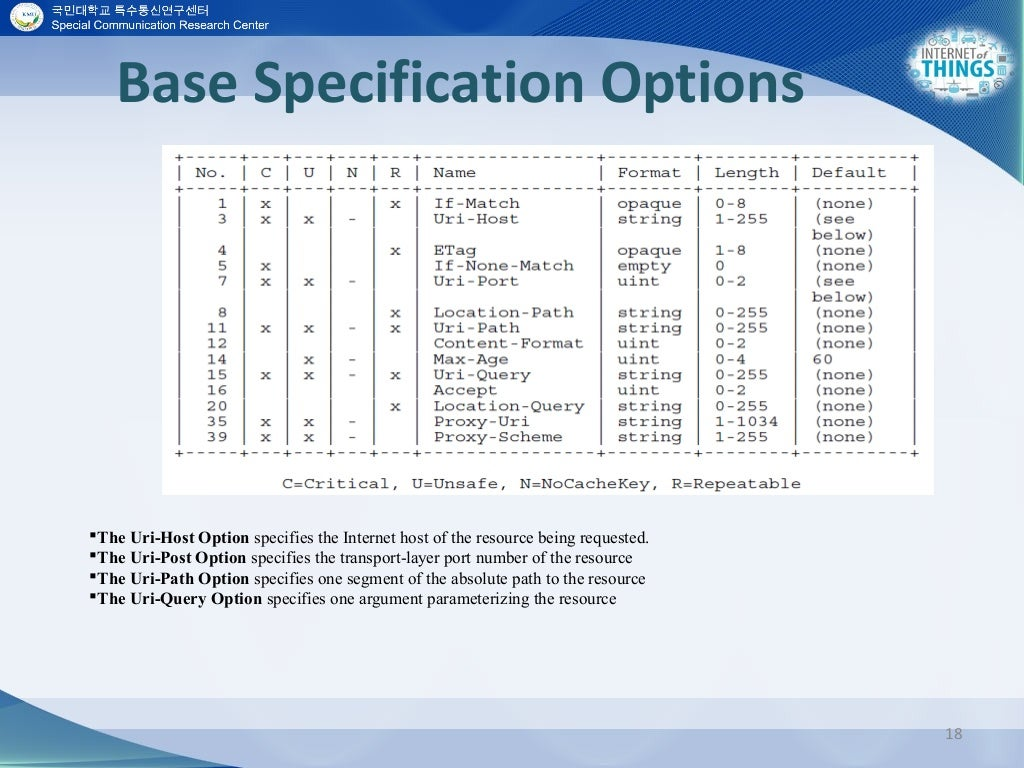 국민대학교 특수통신연구센터
Special Communication Research Center
INTERNET of
THINGS
Base Specification Options
+-----+---+---+---+---+----------------+--------+--------+----------+
| No. | C | U | N | R | Name           | Format | Length | Default  |
+-----+---+---+---+---+----------------+--------+--------+----------+
|   1 | x |   |   | x | If-Match       | opaque | 0-8    | (none)   |
|   3 | x | x | - |   | Uri-Host       | string | 1-255  | (see     |
|     |   |   |   |   |                |        |        | below)   |
|   4 |   |   |   | x | ETag           | opaque | 1-8    | (none)   |
|   5 | x |   |   |   | If-None-Match  | empty  | 0      | (none)   |
|   7 | x | x | - |   | Uri-Port       | uint   | 0-2    | (see     |
|     |   |   |   |   |                |        |        | below)   |
|   8 |   |   |   | x | Location-Path  | string | 0-255  | (none)   |
|  11 | x | x | - | x | Uri-Path       | string | 0-255  | (none)   |
|  12 |   |   |   |   | Content-Format | uint   | 0-2    | (none)   |
|  14 |   | x | - |   | Max-Age        | uint   | 0-4    | 60       |
|  15 | x | x | - | x | Uri-Query      | string | 0-255  | (none)   |
|  16 |   |   |   |   | Accept         | uint   | 0-2    | (none)   |
|  20 |   |   |   | x | Location-Query | string | 0-255  | (none)   |
|  35 | x | x | - |   | Proxy-Uri      | string | 1-1034 | (none)   |
|  39 | x | x | - |   | Proxy-Scheme   | string | 1-255  | (none)   |
+-----+---+---+---+---+----------------+--------+--------+----------+
C=Critical, U=Unsafe, N=NoCacheKey, R=Repeatable
▪The Uri-Host Option specifies the Internet host of the resource being requested.
▪The Uri-Post Option specifies the transport-layer port number of the resource
▪The Uri-Path Option specifies one segment of the absolute path to the resource
▪The Uri-Query Option specifies one argument parameterizing the resource
18